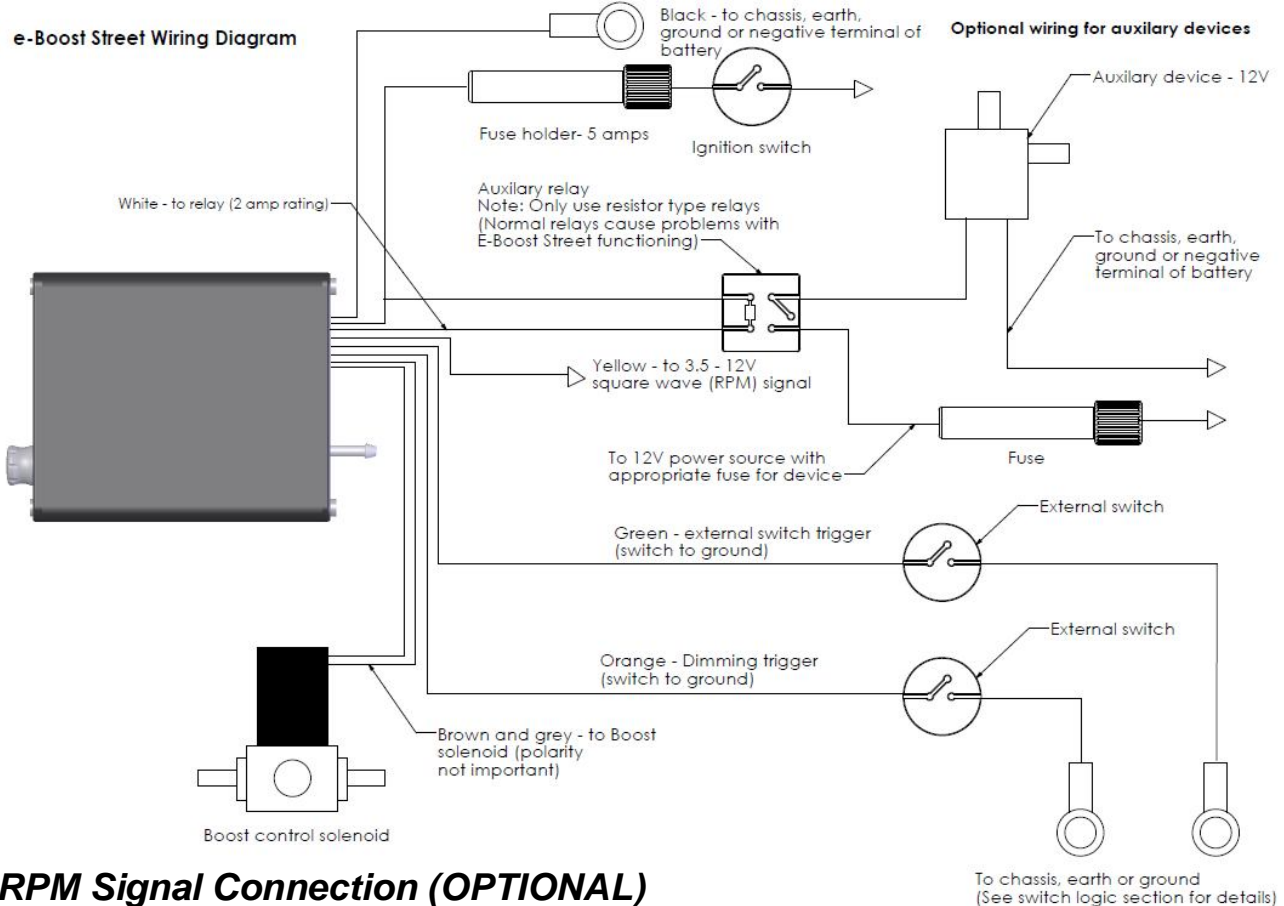 e-Boost Street Wiring Diagram
Black - to chassis, earth,
ground or negative terminal of
battery
Optional wiring for auxilary devices
Auxilary device - 12V
Fuse holder- 5 amps
Ignition switch
White - to relay (2 amp rating)
Auxilary relay
Note: Only use resistor type relays
(Normal relays cause problems with
E-Boost Street functioning)
To chassis, earth,
ground or negative
terminal of battery
Yellow - to 3.5 - 12V
square wave (RPM) signal
To 12V power source with
appropriate fuse for device
Fuse
Green - external switch trigger
(switch to ground)
External switch
Orange - Dimming trigger
(switch to ground)
External switch
Brown and grey - to Boost
solenoid (polarity
not important)
Boost control solenoid
RPM Signal Connection (OPTIONAL)
To chassis, earth or ground
(See switch logic section for details)